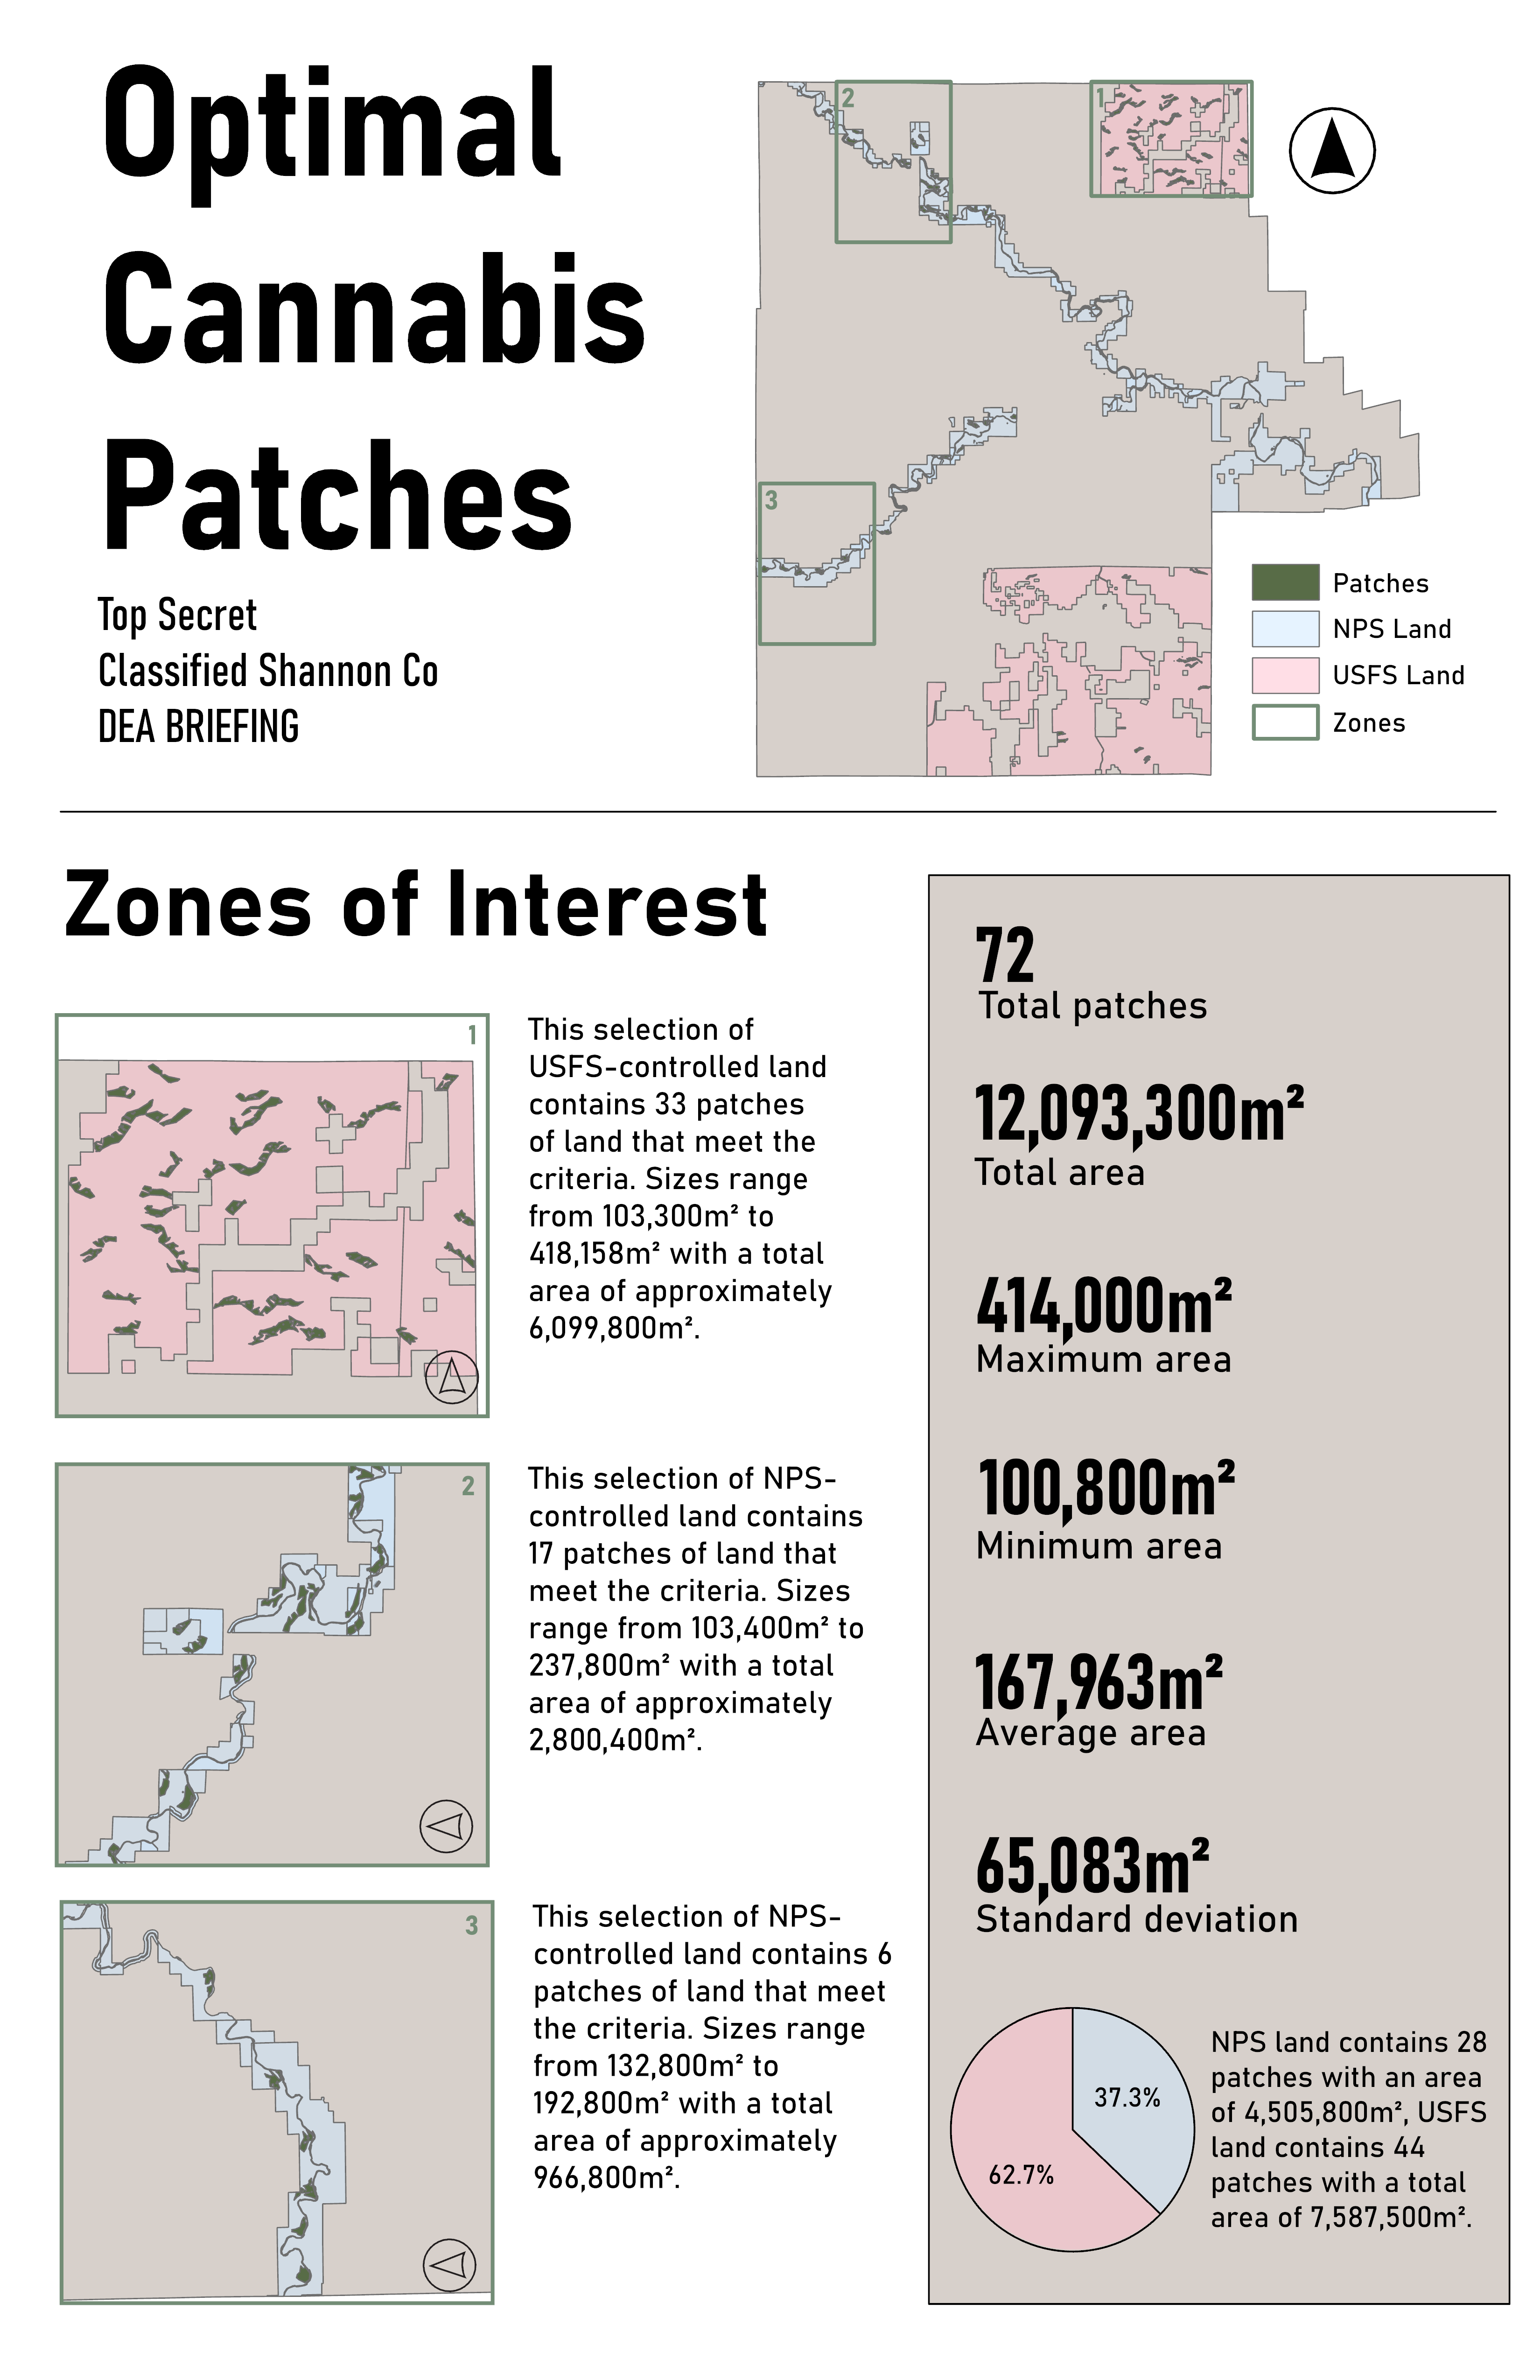 Optimal
Cannabis
Patches
Top Secret
Classified Shannon Co
DEA BRIEFING
2
1
3
Patches
NPS Land
USFS Land
Zones
Zones of Interest
1
This selection of
USFS-controlled land
contains 33 patches
of land that meet the
criteria. Sizes range
from 103,300m² to
418,158m² with a total
area of approximately
6,099,800m².
2
This selection of NPS-
controlled land contains
17 patches of land that
meet the criteria. Sizes
range from 103,400m² to
237,800m² with a total
area of approximately
2,800,400m².
3
This selection of NPS-
controlled land contains 6
patches of land that meet
the criteria. Sizes range
from 132,800m² to
192,800m² with a total
area of approximately
966,800m².
72
Total patches
12,093,300m²
Total area
414,000m²
Maximum area
100,800m²
Minimum area
167,963m²
Average area
65,083m²
Standard deviation
37.3%
62.7%
NPS land contains 28
patches with an area
of 4,505,800m², USFS
land contains 44
patches with a total
area of 7,587,500m².